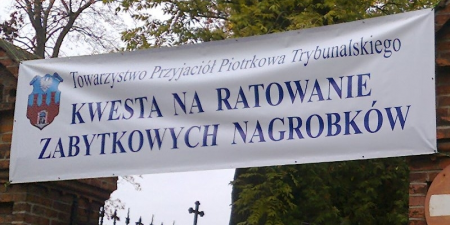 Towarzystwo Przyjaciół Piotrkowa Trybunalskiego
KWESTA NA RATOWANIE
ZABYTKOWYCH NAGROBKÓW